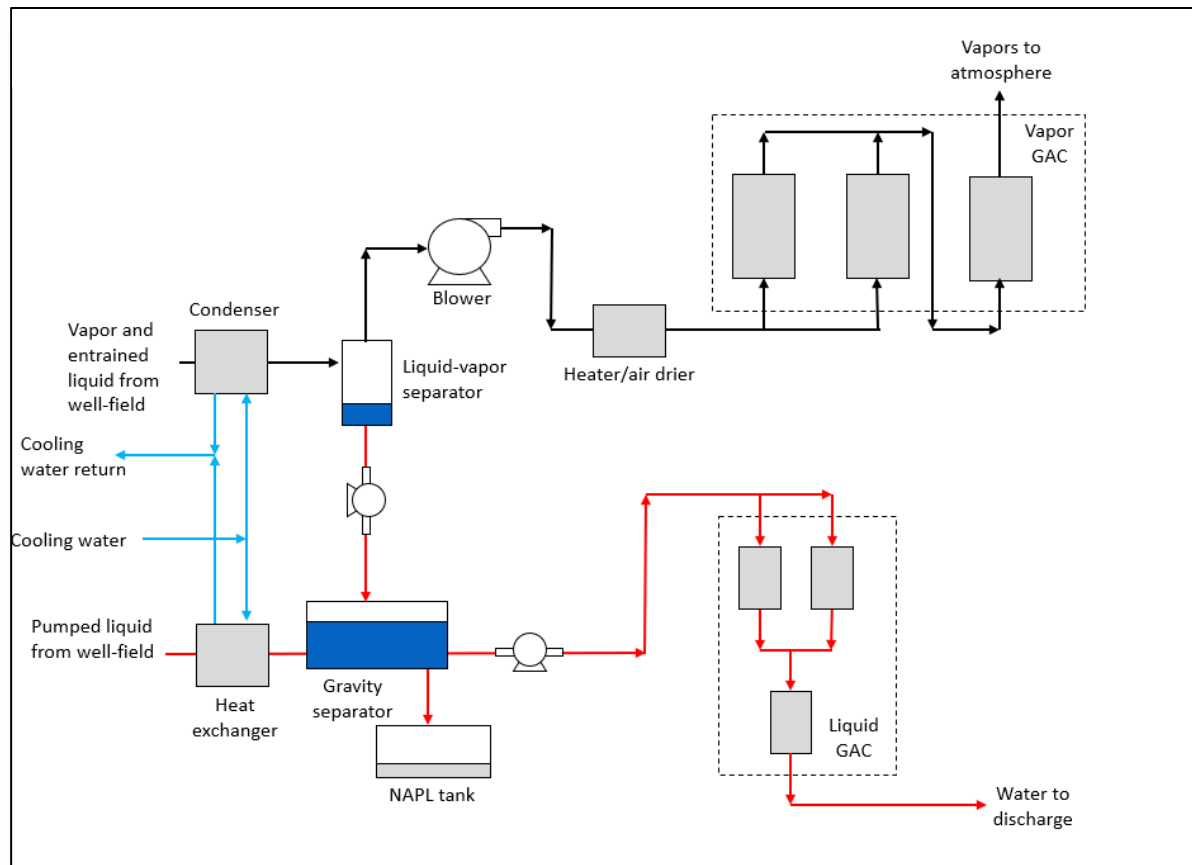 Vapors to
atmosphere
Vapor
GAC
Blower
Condenser
Vapor and
entrained
liquid from
well-field
Liquid-vapor
separator
Heater/air drier
Cooling
water return
Cooling water
Pumped liquid
from well-field
Heat
exchanger
Gravity
separator
NAPL tank
Liquid
GAC
Water to
discharge